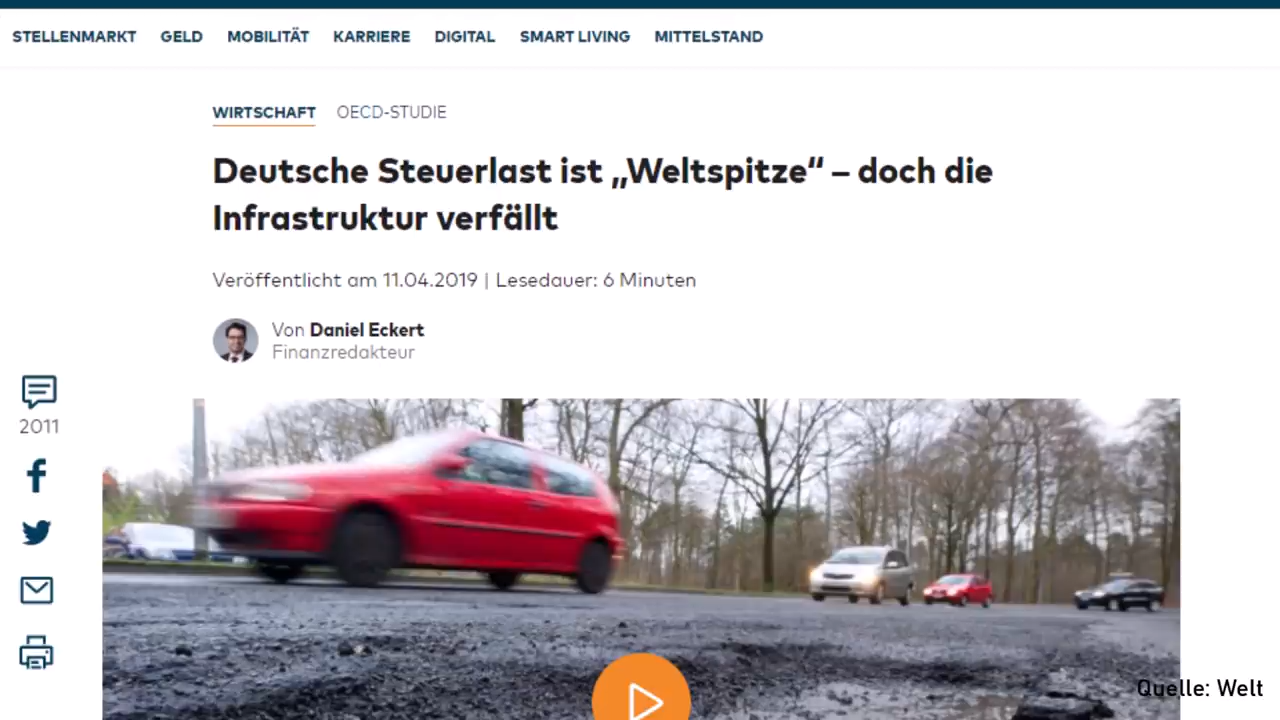 STELLENMARKT GELD MOBILITÄT KARRIERE DIGITAL SMART LIVING MITTELSTAND
WIRTSCHAFT OECD-STUDIE
Deutsche Steuerlast ist „Weltspitze“ – doch die
Infrastruktur verfällt
Veröffentlicht am 11.04.2019 | Lesedauer: 6 Minuten
Von Daniel Eckert
Finanzredakteur
2011
Quelle: Welt